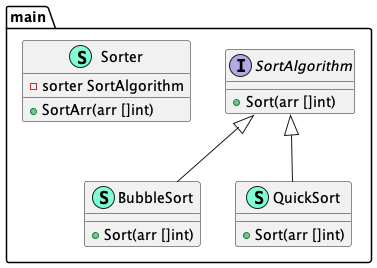 main
S Sorter
sorter SortAlgorithm
SortArr(arr []int)
I SortAlgorithm
Sort(arr []int)
S BubbleSort
Sort(arr []int)
S QuickSort
Sort(arr []int)